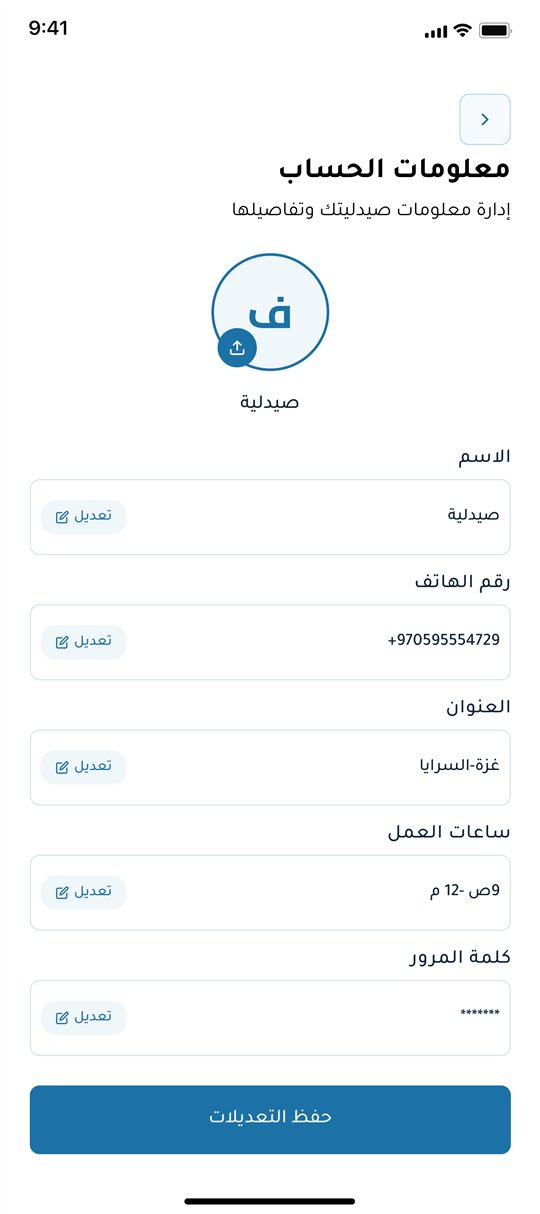 9:41
معلومات الحساب
إدارة معلومات صيدليتك وتفاصيلها
ف
صيدلية
الاسم
صيدلية تعديل
رقم الهاتف
+970595554729 تعديل
العنوان
غزة-السرايا تعديل
ساعات العمل
9ص -12 م تعديل
كلمة المرور
******* تعديل
حفظ التعديلات